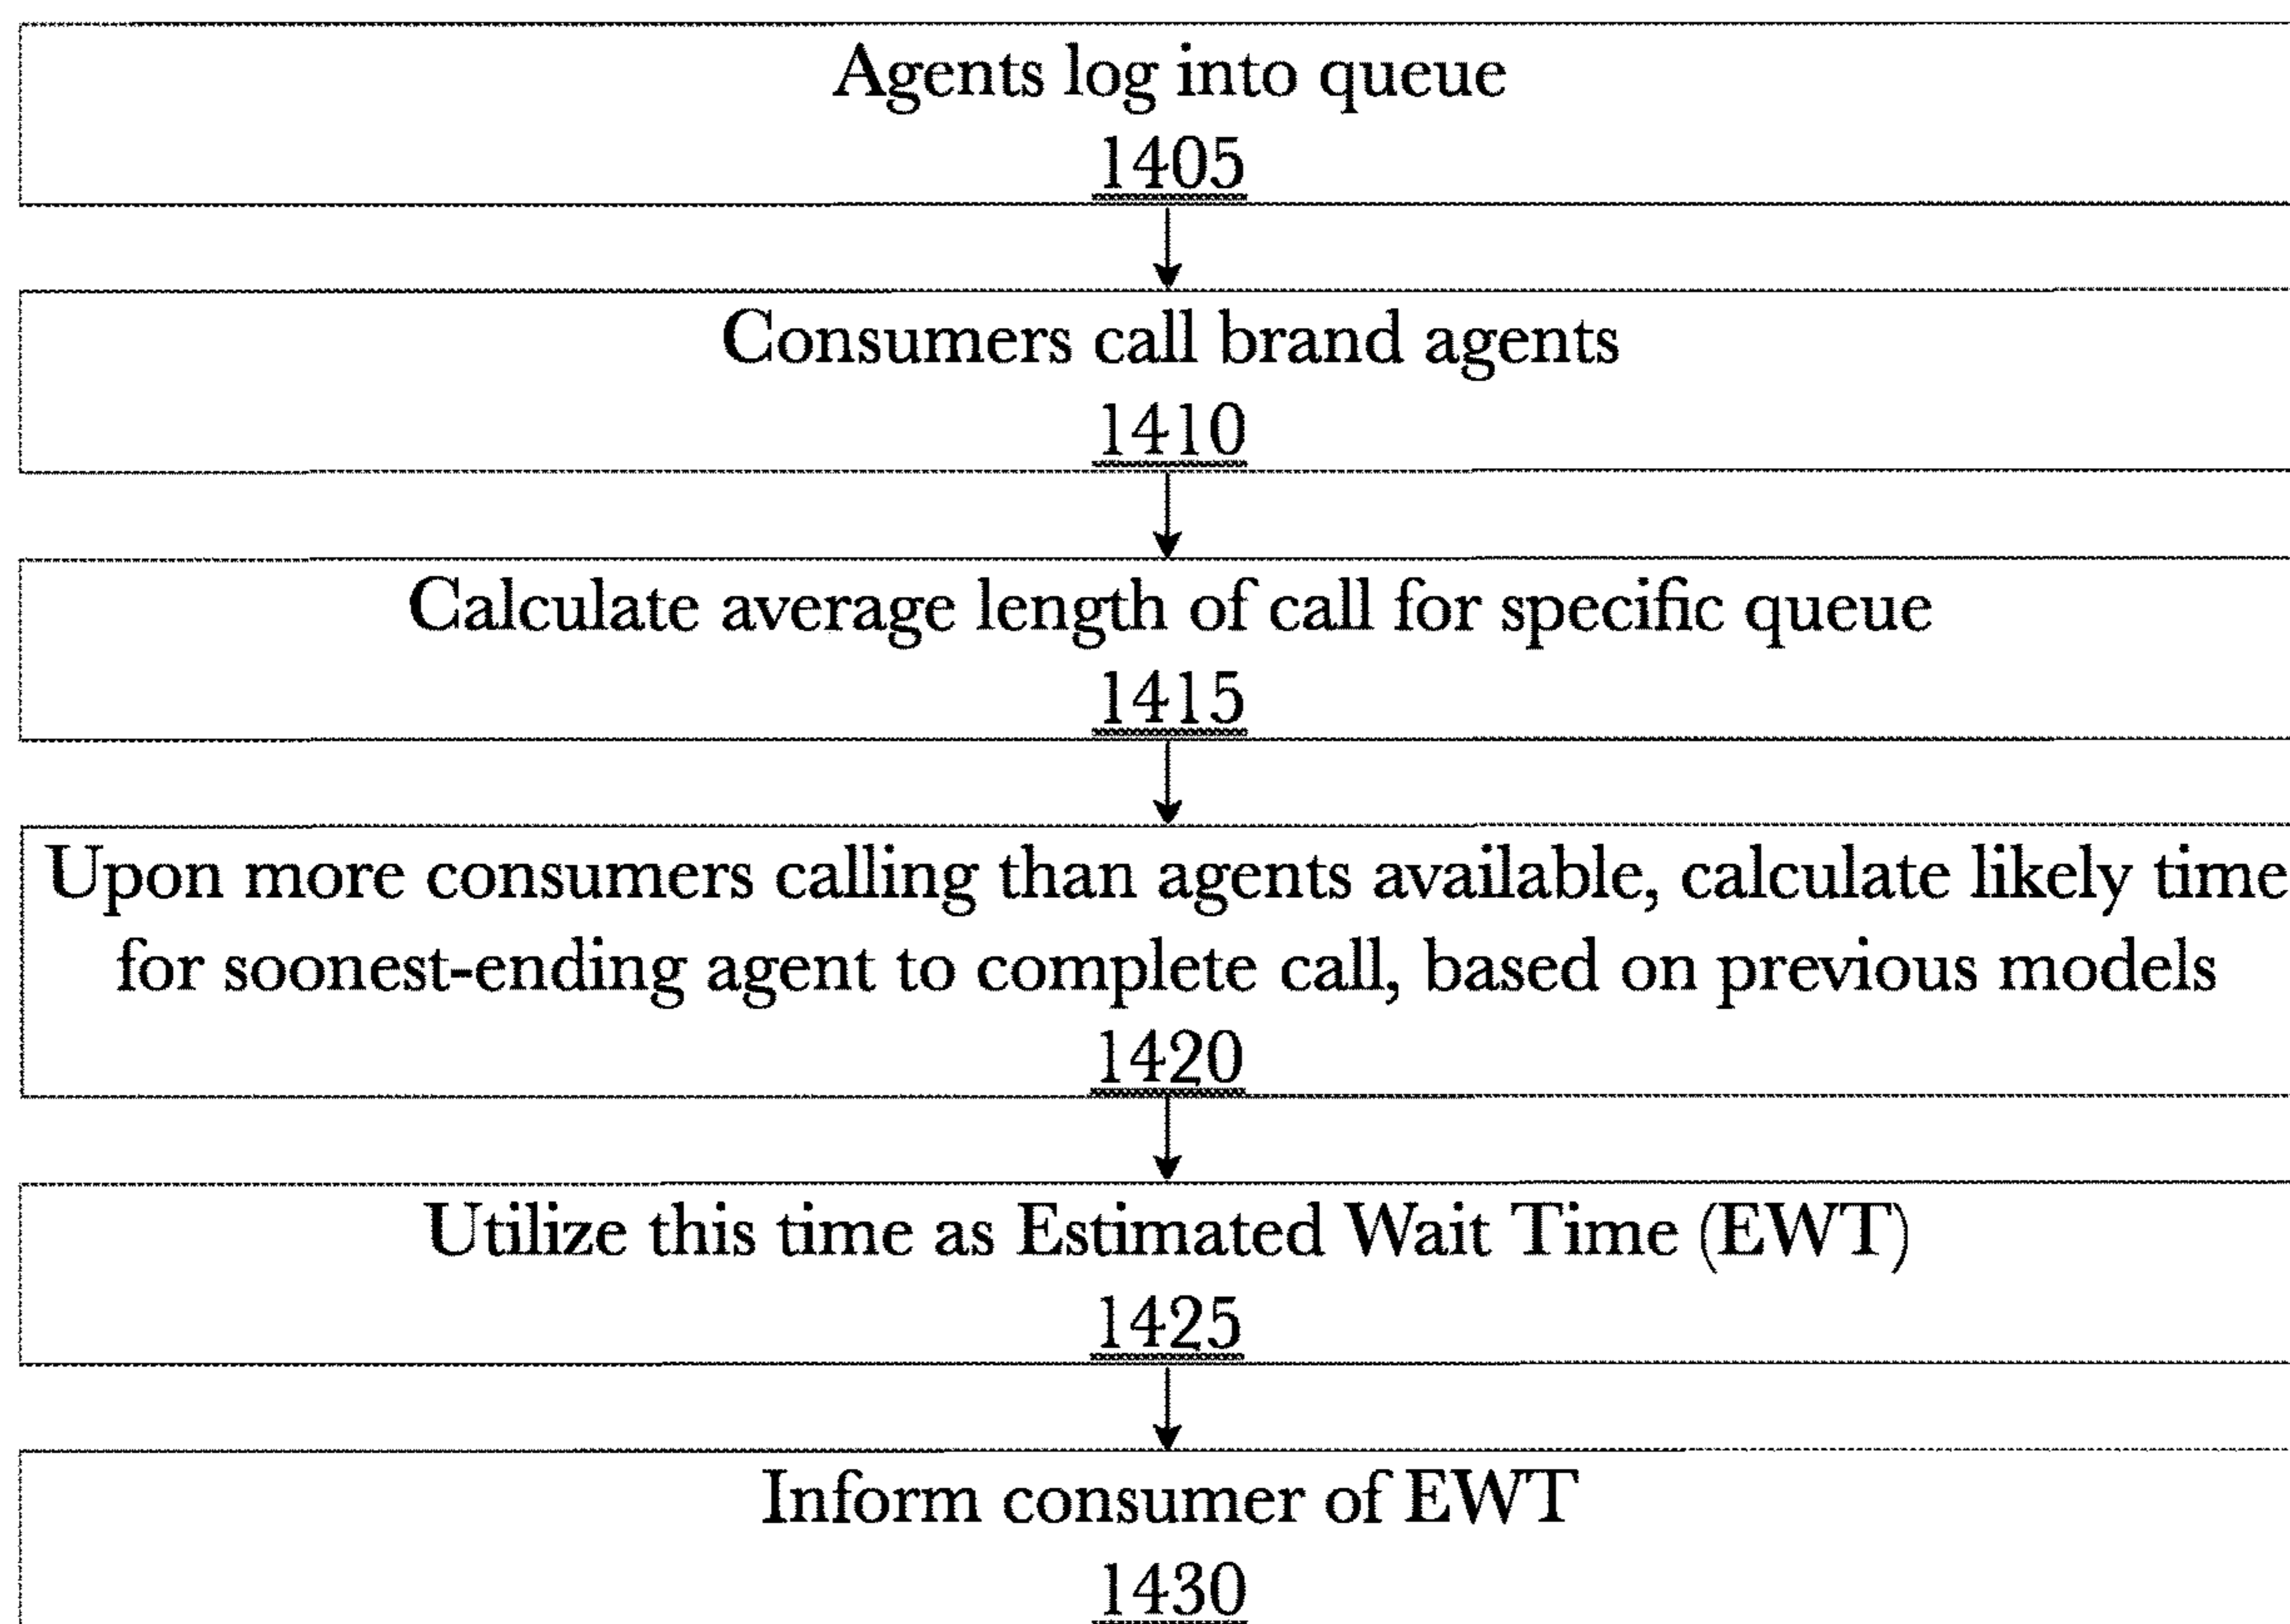 Agents log into queue
1405
Consumers call brand agents
1410
Calculate average length of call for specific queue
1415
Upon more consumers calling than agents available, calculate likely time
for soonest-ending agent to complete call, based on previous models
1420
Utilize this time as Estimated Wait Time (EWT)
1425
Inform consumer of EWT
1430